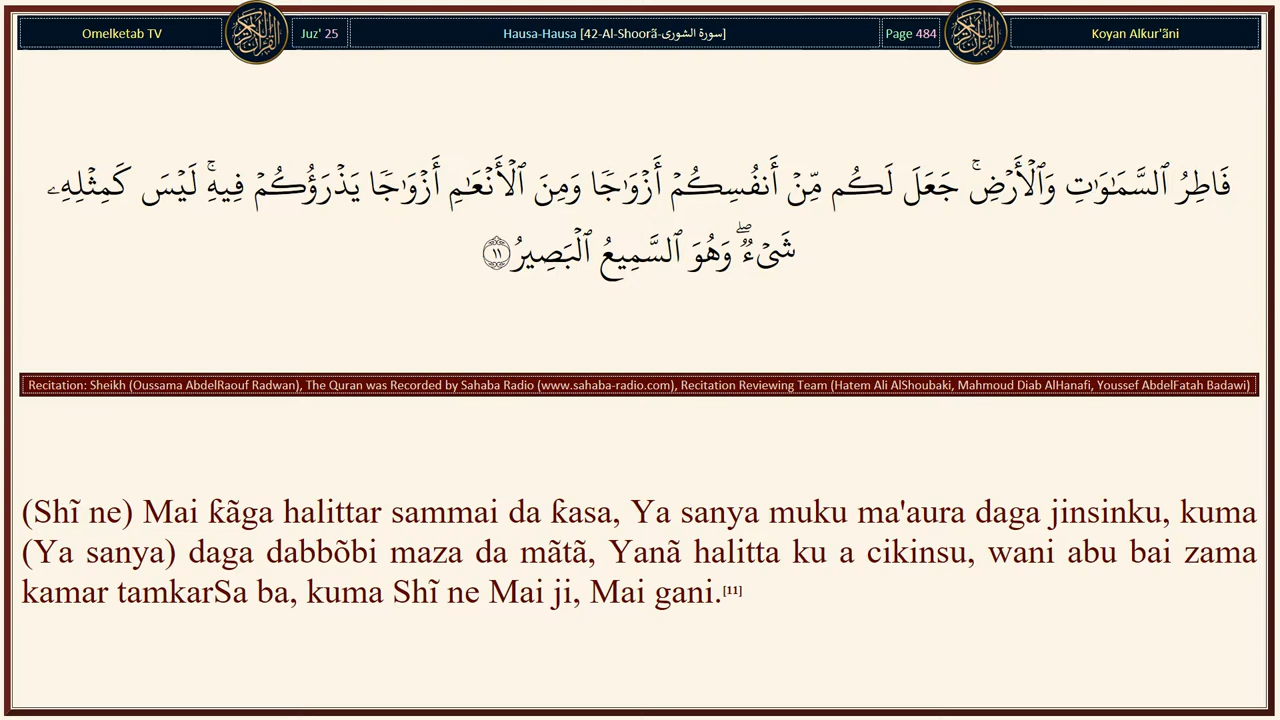 Omelketab TV
Juz' 25
Hausa-Hausa [42-Al-Shoorã-سورة الشورى]
Page 484
Koyan Alƙur'ãni
فَاطِرُ ٱلسَّمَٰوَٰتِ وَٱلۡأَرۡضِۚ جَعَلَ لَكُم مِّنۡ أَنفُسِكُمۡ أَزۡوَٰجٗا وَمِنَ ٱلۡأَنۡعَٰمِ أَزۡوَٰجٗا يَذۡرَؤُكُمۡ فِيهِۚ لَيۡسَ كَمِثۡلِهِۦ
شَيۡءٞۖ وَهُوَ ٱلسَّمِيعُ ٱلۡبَصِيرُ ١١
Recitation: Sheikh (Oussama AbdelRaouf Radwan), The Quran was Recorded by Sahaba Radio (www.sahaba-radio.com), Recitation Reviewing Team (Hatem Ali AlShoubaki, Mahmoud Diab AlHanafi, Youssef AbdelFatah Badawi)
(Shĩ ne) Mai ƙãga halittar sammai da ƙasa, Ya sanya muku ma'aura daga jinsinku, kuma
(Ya sanya) daga dabbõbi maza da mãtã, Yanã halitta ku a cikinsu, wani abu bai zama
kamar tamkarSa ba, kuma Shĩ ne Mai ji, Mai gani.[11]